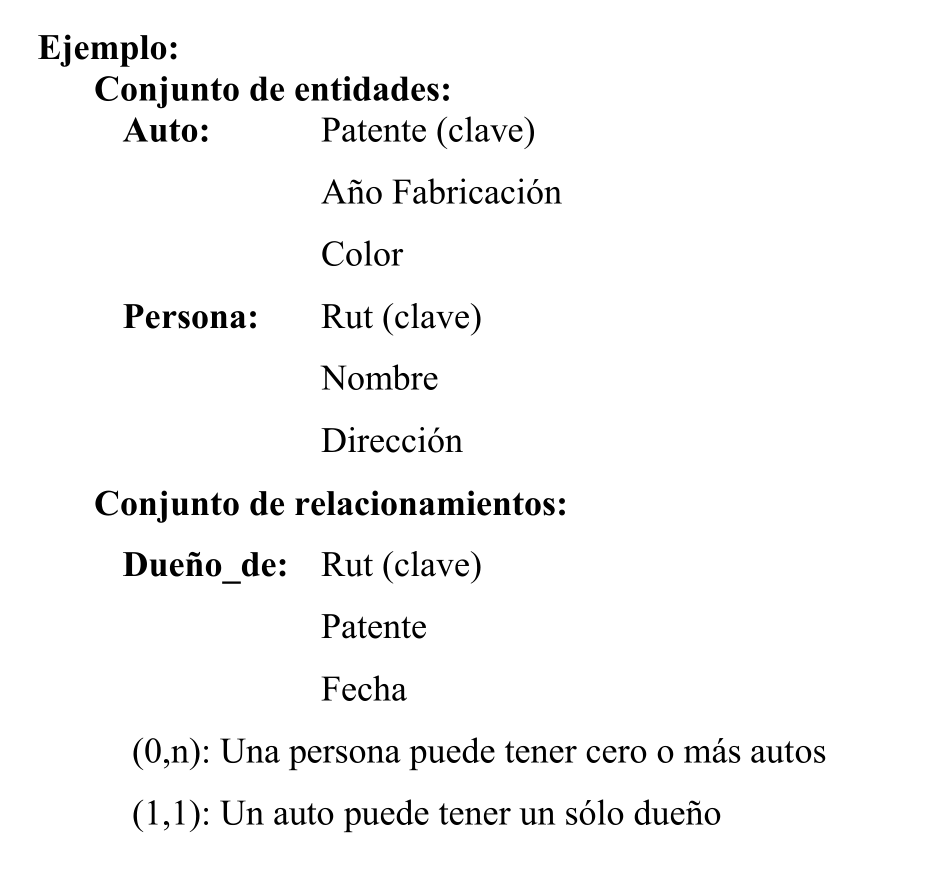 Ejemplo:
Conjunto de entidades:
Auto: Patente (clave)
Año Fabricación
Color
Persona: Rut (clave)
Nombre
Dirección
Conjunto de relacionamientos:
Dueño_de: Rut (clave)
Patente
Fecha
(0,n): Una persona puede tener cero o más autos
(1,1): Un auto puede tener un sólo dueño